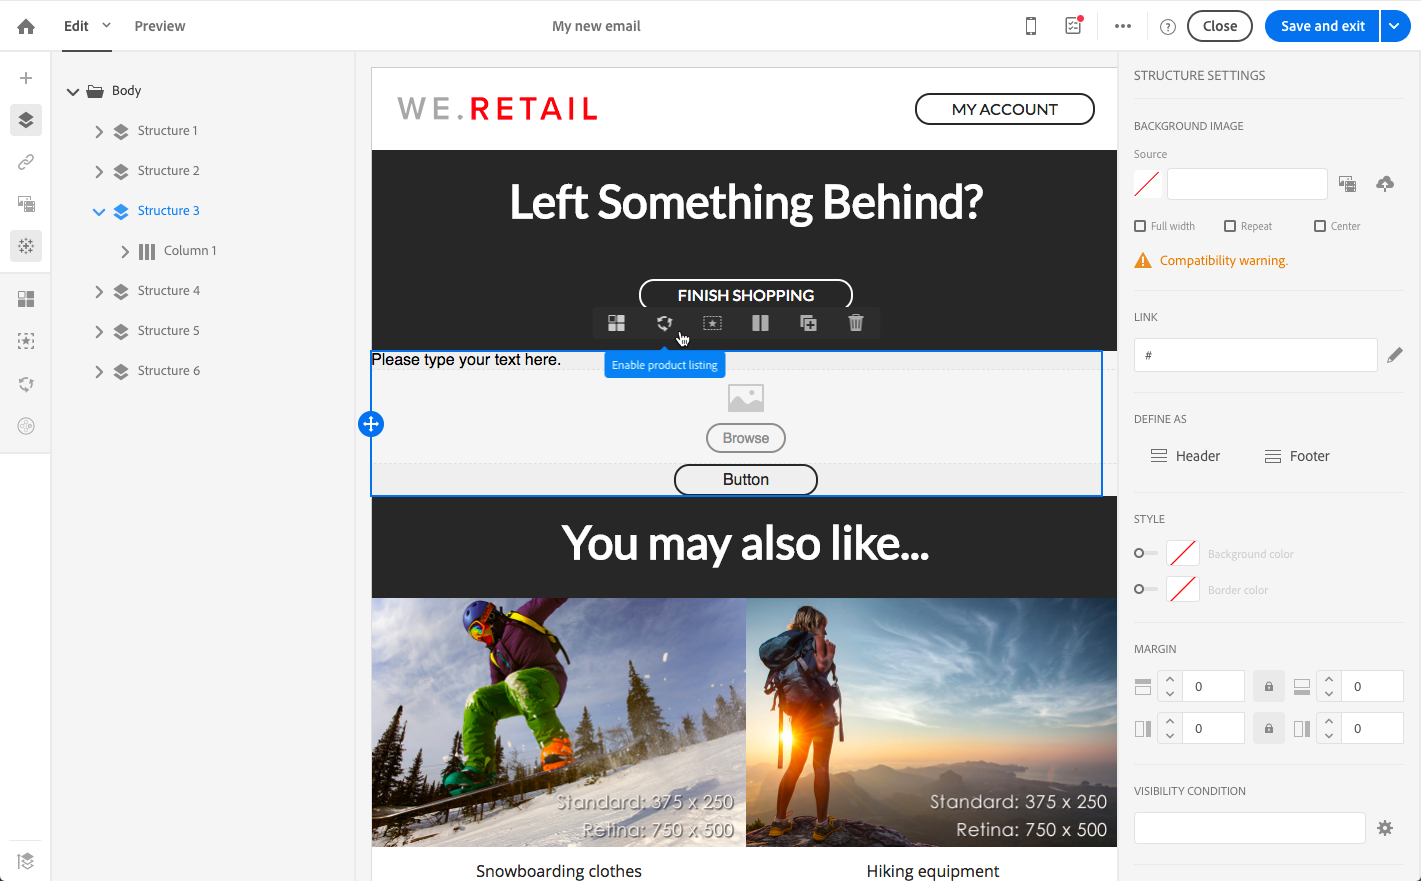 Edit
Preview
My new email
Close
Save and exit
Body
Structure 1
Structure 2
Structure 3
Column 1
Structure 4
Structure 5
Structure 6
WE.RETAIL
MY ACCOUNT
Left Something Behind?
FINISH SHOPPING
Enable product listing
Please type your text here.
Browse
Button
You may also like...
Standard: 375 x 250
Retina: 750 x 500
Standard: 375 x 250
Retina: 750 x 500
Snowboarding clothes
Hiking equipment
STRUCTURE SETTINGS
BACKGROUND IMAGE
Source
Full width
Repeat
Center
Compatibility warning.
LINK
#
DEFINE AS
Header
Footer
STYLE
Background color
Border color
MARGIN
0
0
0
0
VISIBILITY CONDITION